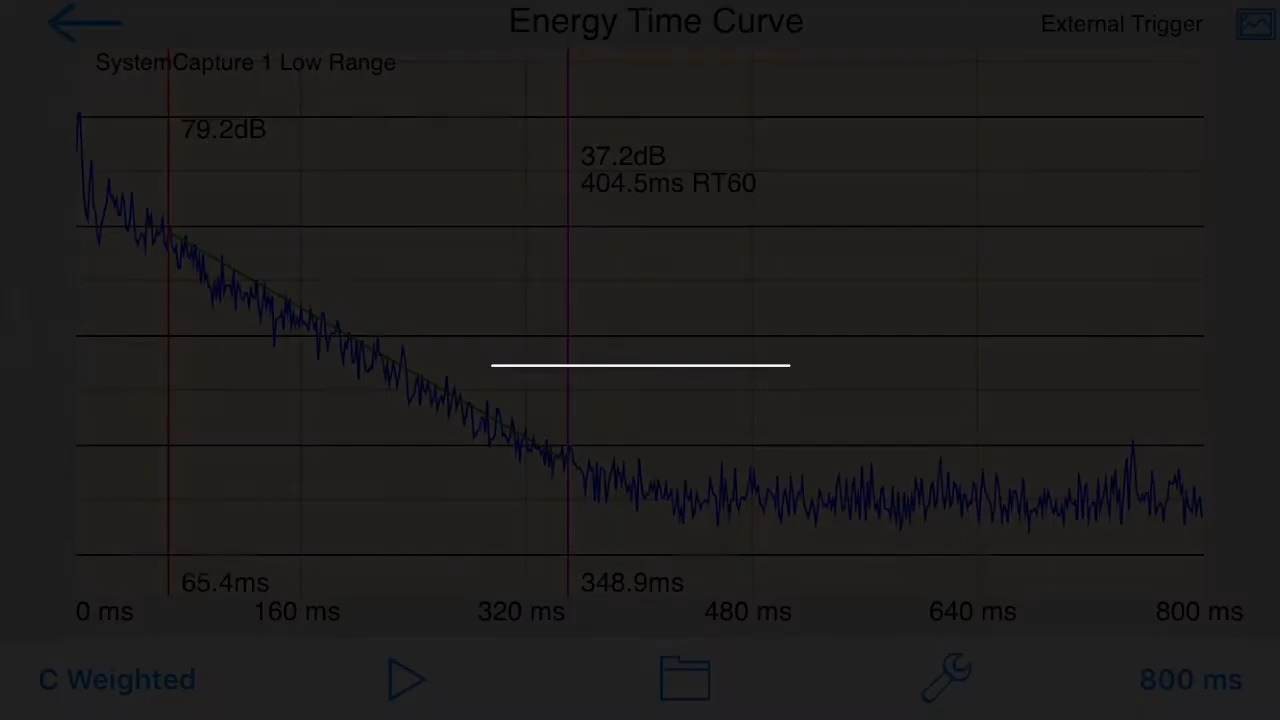 Energy Time Curve
External Trigger
SystemCapture 1 Low Range
79.2dB
37.2dB
404.5ms RT60
65.4ms
348.9ms
0 ms
160 ms
320 ms
480 ms
640 ms
800 ms
C Weighted
800 ms